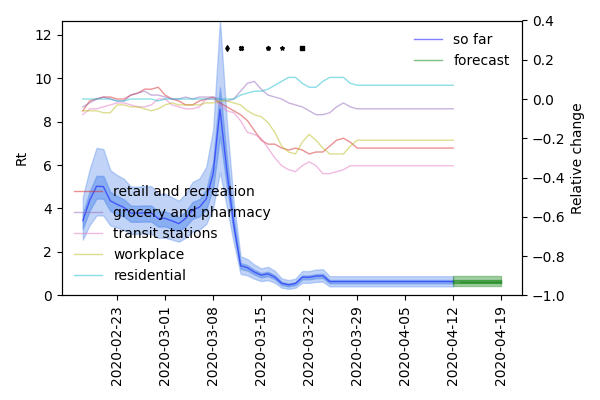 so far
forecast
retail and recreation
grocery and pharmacy
transit stations
workplace
residential
Rt
0
2
4
6
8
10
12
Relative change
0.4
0.2
0.0
−0.2
−0.4
−0.6
−0.8
−1.0
2020-02-23
2020-03-01
2020-03-08
2020-03-15
2020-03-22
2020-03-29
2020-04-05
2020-04-12
2020-04-19